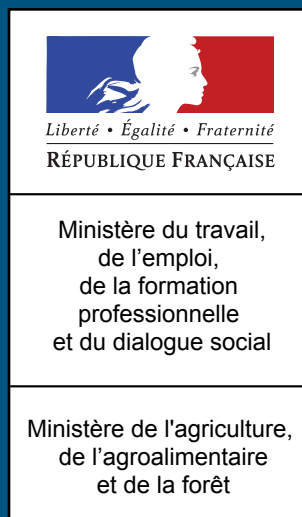 Liberté • Égalité • Fraternité
RÉPUBLIQUE FRANÇAISE
Ministère du travail,
de l’emploi,
de la formation
professionnelle
et du dialogue social
Ministère de l'agriculture,
de l’agroalimentaire
et de la forêt